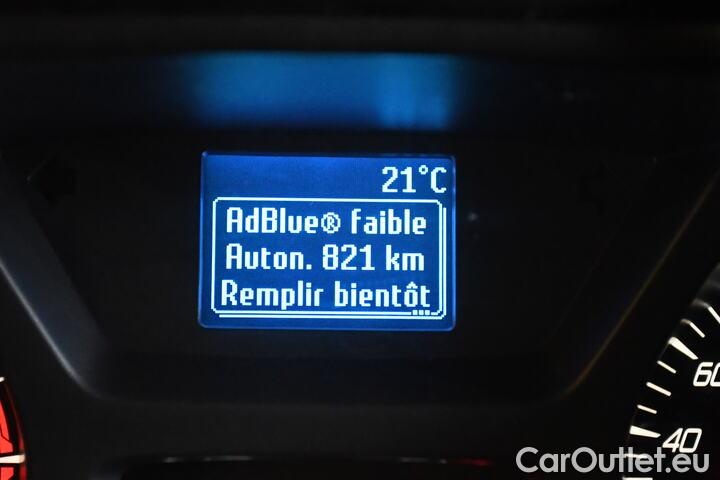 21°C
AdBlue® faible
Auton. 821 km
Remplir bientôt
...
60
40
CarOutlet.eu